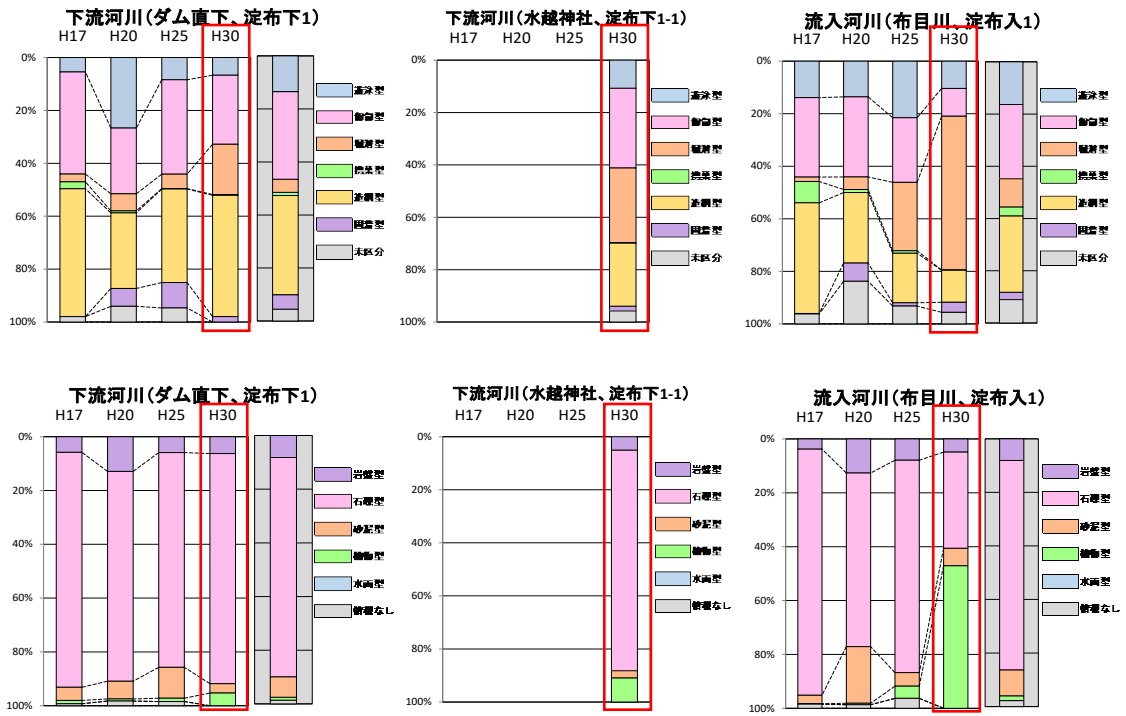 下流河川(ダム直下、淀布下1)
H17 H20 H25 H30
0%
20%
40%
60%
80%
100%
遊泳型
匍匐型
掘潜型
携巣型
造網型
固着型
未区分
下流河川(水越神社、淀布下1-1)
H17 H20 H25 H30
0%
20%
40%
60%
80%
100%
遊泳型
匍匐型
掘潜型
携巣型
造網型
固着型
未区分
流入河川(布目川、淀布入1)
H17 H20 H25 H30
0%
20%
40%
60%
80%
100%
遊泳型
匍匐型
掘潜型
携巣型
造網型
固着型
未区分
下流河川(ダム直下、淀布下1)
H17 H20 H25 H30
0%
20%
40%
60%
80%
100%
岩盤型
石礫型
砂泥型
植物型
水面型
下流河川(水越神社、淀布下1-1)
H17 H20 H25 H30
0%
20%
40%
60%
80%
100%
岩盤型
石礫型
砂泥型
植物型
水面型
流入河川(布目川、淀布入1)
H17 H20 H25 H30
0%
20%
40%
60%
80%
100%
岩盤型
石礫型
砂泥型
植物型
水面型